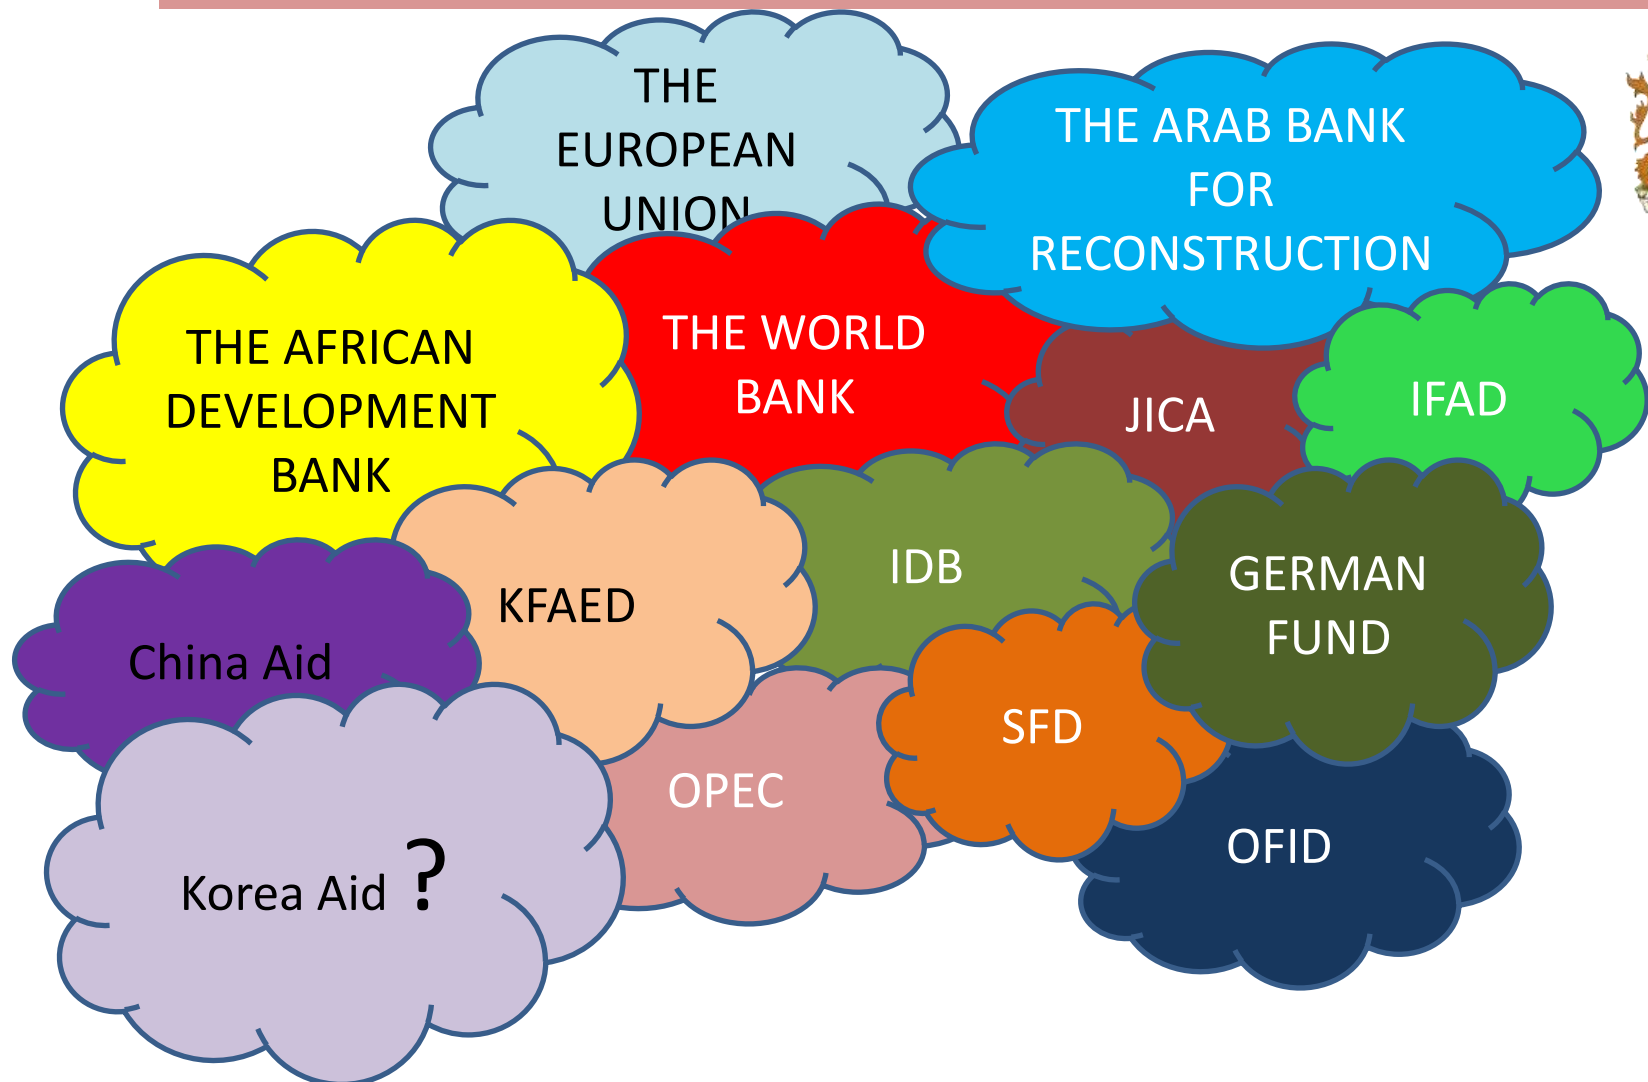 THE
EUROPEAN
UNION
THE ARAB BANK
FOR
RECONSTRUCTION
THE AFRICAN
DEVELOPMENT
BANK
THE WORLD
BANK
JICA
IFAD
KFAED
IDB
GERMAN
FUND
China Aid
SFD
OPEC
OFID
Korea Aid ?